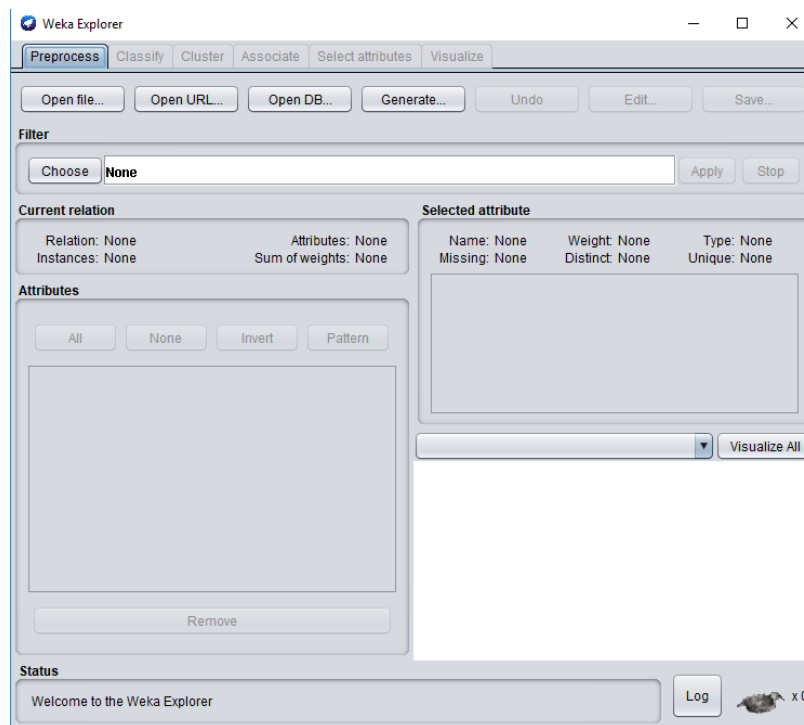 Weka Explorer
Preprocess Classify Cluster Associate Select attributes Visualize
Open file... Open URL... Open DB... Generate... Undo Edit... Save...
Filter
Choose None Apply Stop
Current relation
Relation: None Attributes: None
Instances: None Sum of weights: None
Selected attribute
Name: None Weight: None Type: None
Missing: None Distinct: None Unique: None
Attributes
All None Invert Pattern
Remove
Visualize All
Status
Welcome to the Weka Explorer
Log x 0